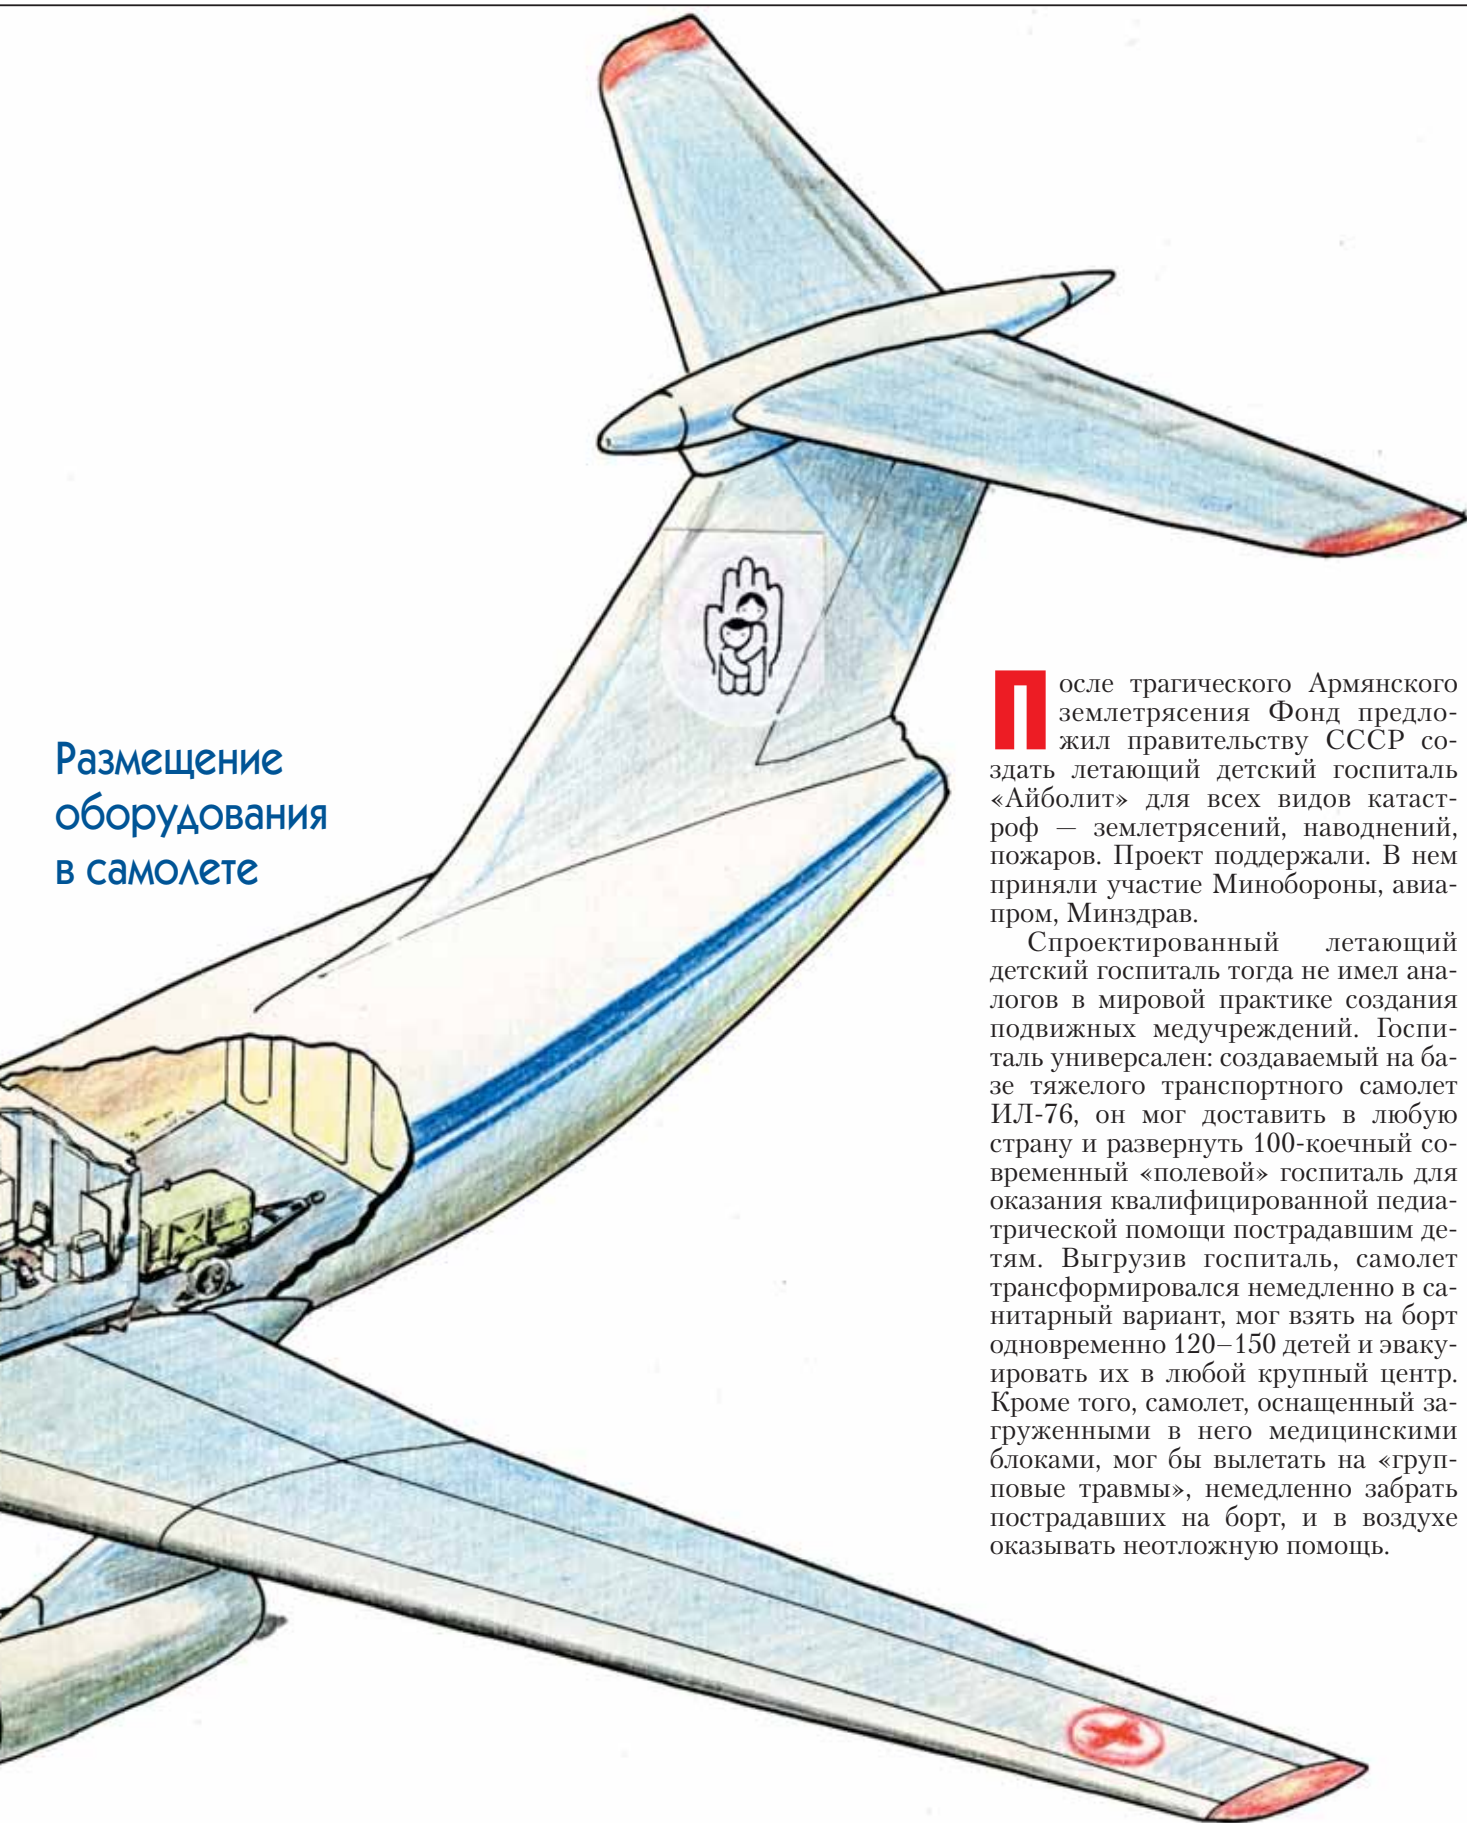 Размещение
оборудования
в самолете
После трагического Армянского
землетрясения Фонд предло-
жил правительству СССР со-
здать летающий детский госпиталь
«Айболит» для всех видов катаст-
роф — землетрясений, наводнений,
пожаров. Проект поддержали. В нем
приняли участие Минобороны, авиа-
пром, Минздрав.
Спроектированный летающий
детский госпиталь тогда не имел ана-
логов в мировой практике создания
подвижных медучреждений. Госпи-
таль универсален: создаваемый на ба-
зе тяжелого транспортного самолет
ИЛ-76, он мог доставить в любую
страну и развернуть 100-коечный со-
временный «полевой» госпиталь для
оказания квалифицированной педиа-
трической помощи пострадавшим де-
тям. Выгрузив госпиталь, самолет
трансформировался немедленно в са-
нитарный вариант, мог взять на борт
одновременно 120–150 детей и эваку-
ировать их в любой крупный центр.
Кроме того, самолет, оснащенный за-
груженными в него медицинскими
блоками, мог бы вылетать на «груп-
повые травмы», немедленно забрать
пострадавших на борт, и в воздухе
оказывать неотложную помощь.